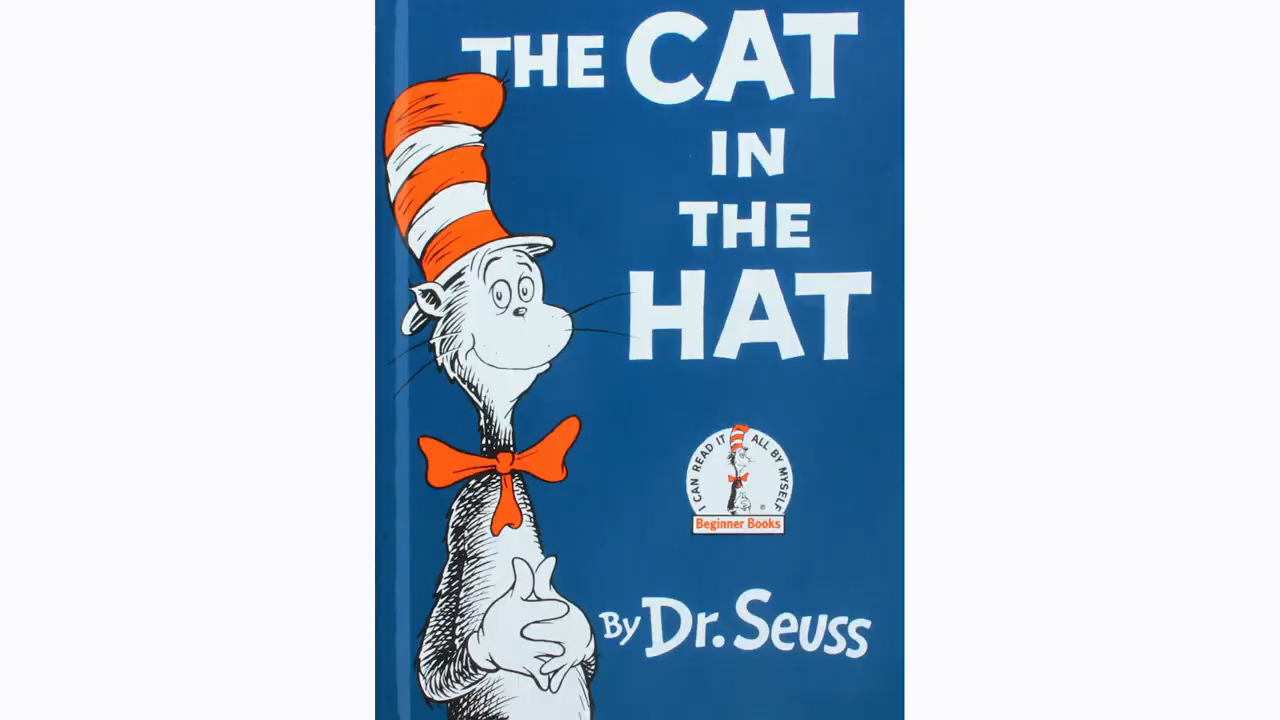 THE CAT
IN
THE
HAT
I CAN READ IT ALL BY MYSELF
®
Beginner Books
By Dr. Seuss